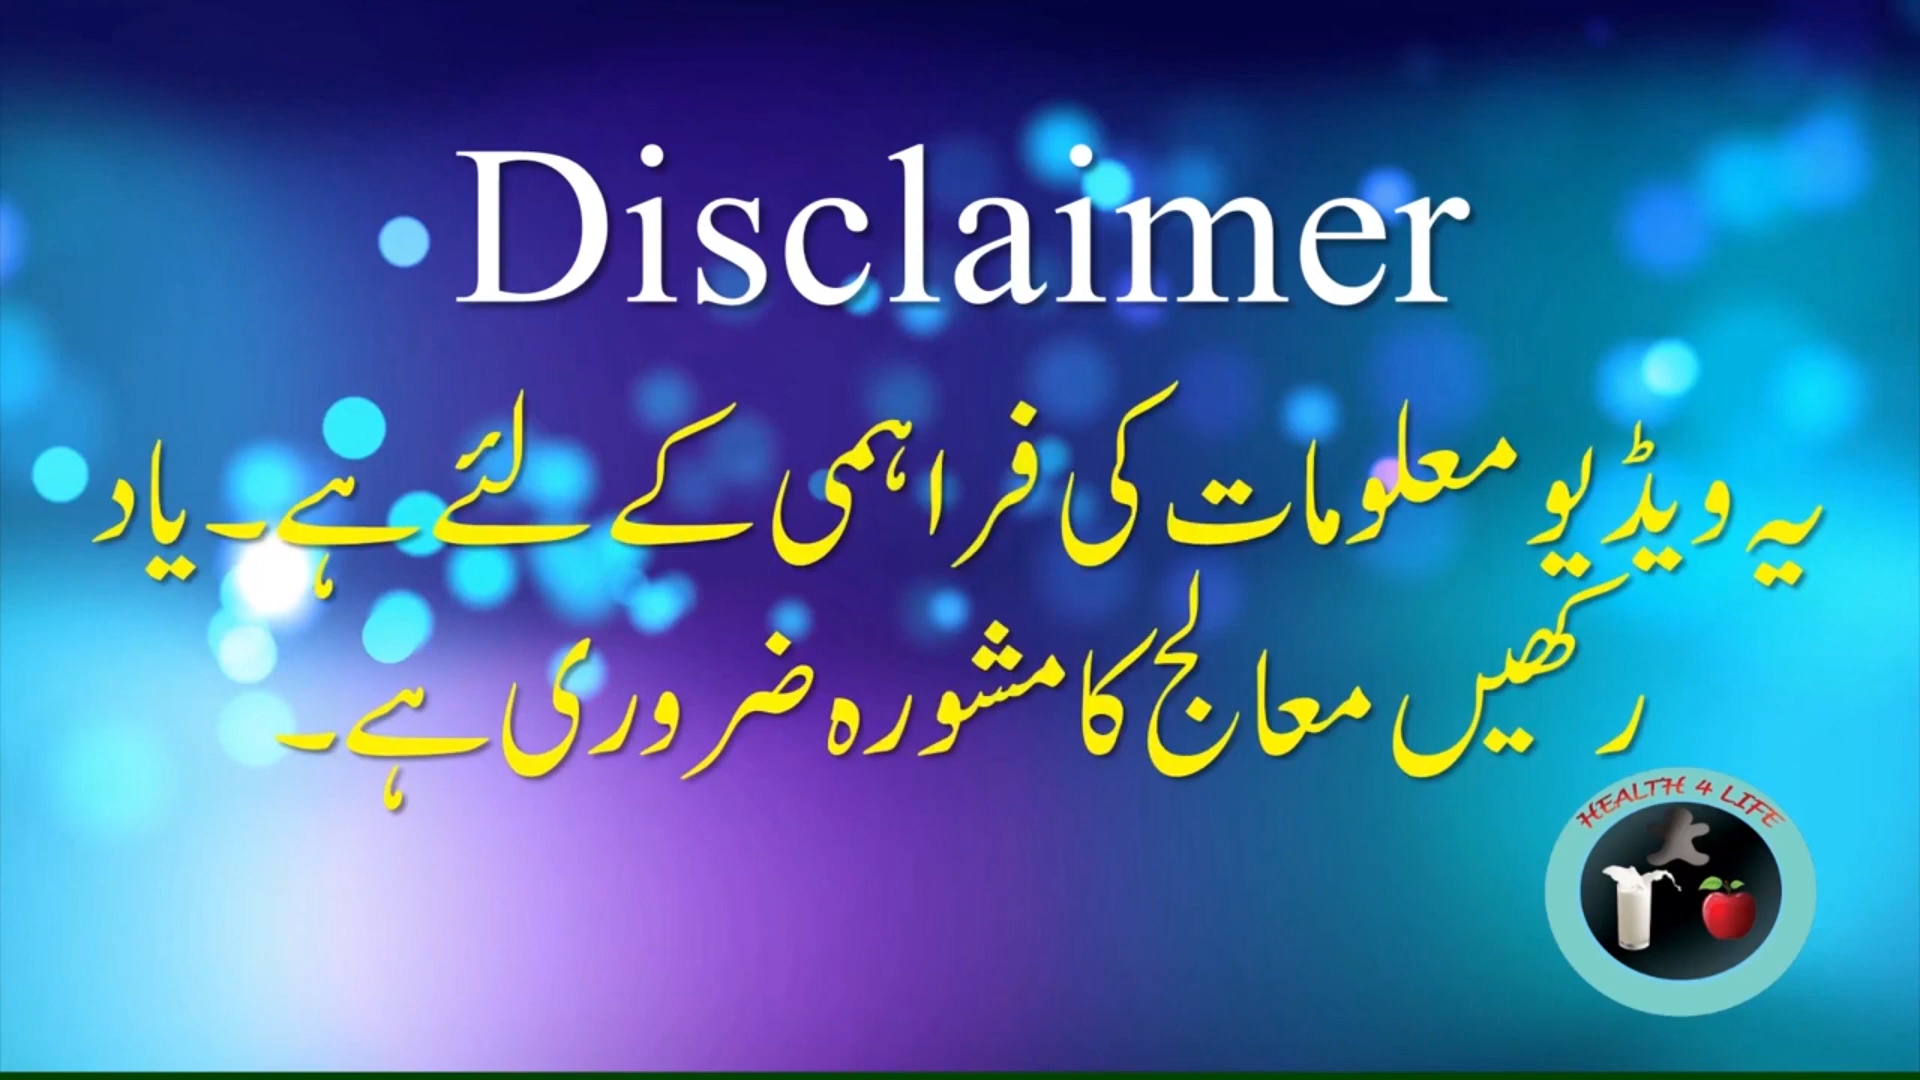 Disclaimer
یہ ویڈیو معلومات کی فراہمی کے لئے ہے۔ یاد
رکھیں معالج کا مشورہ ضروری ہے۔
HEALTH 4 LIFE